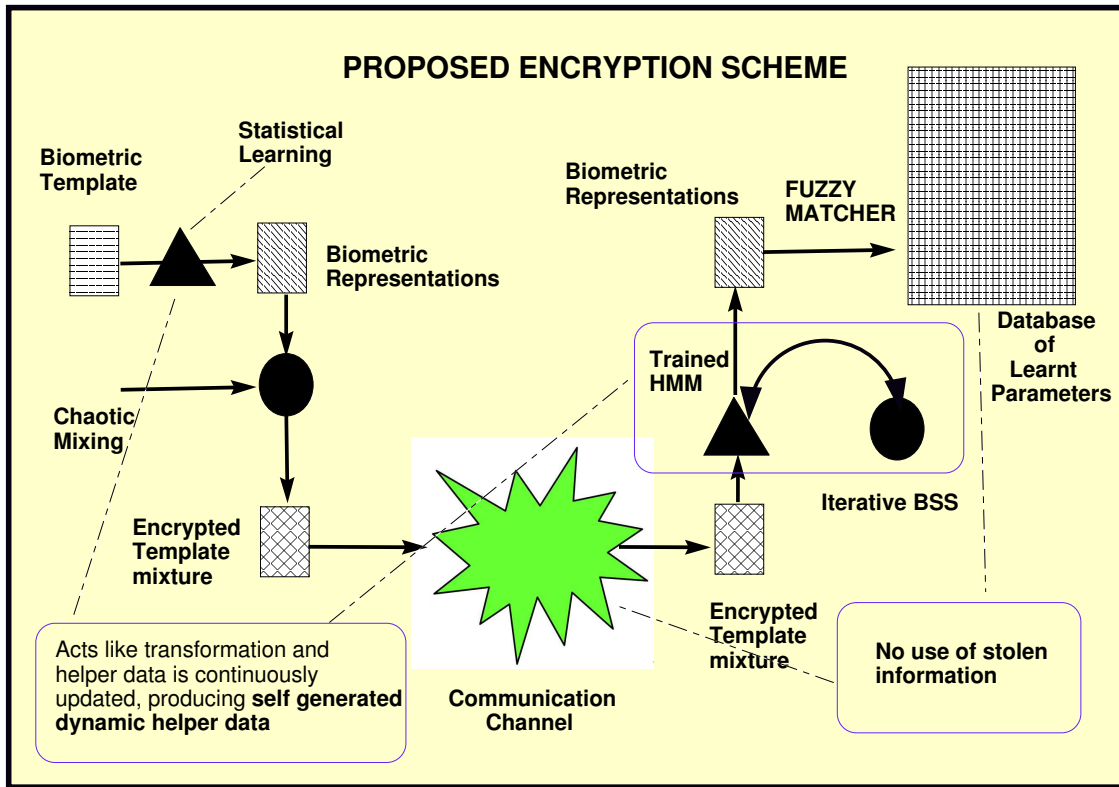 PROPOSED ENCRYPTION SCHEME
Statistical
Learning
Biometric
Template
Biometric
Representations
Chaotic
Mixing
Encrypted
Template
mixture
Communication
Channel
Encrypted
Template
mixture
Trained
HMM
Iterative BSS
Biometric
Representations
FUZZY
MATCHER
Database
of
Learnt
Parameters
Acts like transformation and
helper data is continuously
updated, producing self generated
dynamic helper data
No use of stolen
information